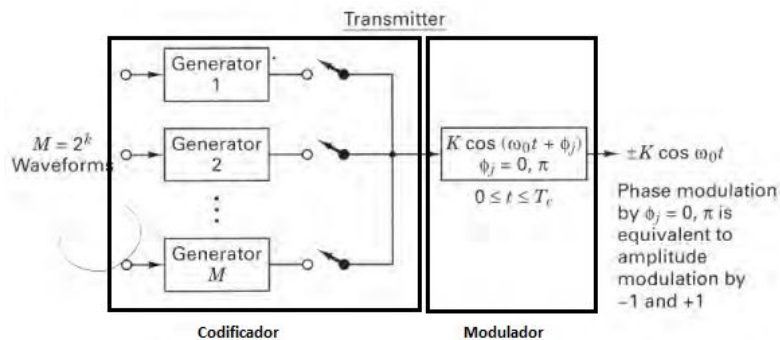 Transmitter
Generator
1
M = 2^k
Waveforms
Generator
2
Generator
M
K cos (ω₀t + ϕⱼ)
ϕⱼ = 0, π
0 ≤ t ≤ T_c
±K cos ω₀t
Phase modulation
by ϕⱼ = 0, π is
equivalent to
amplitude
modulation by
−1 and +1
Codificador
Modulador